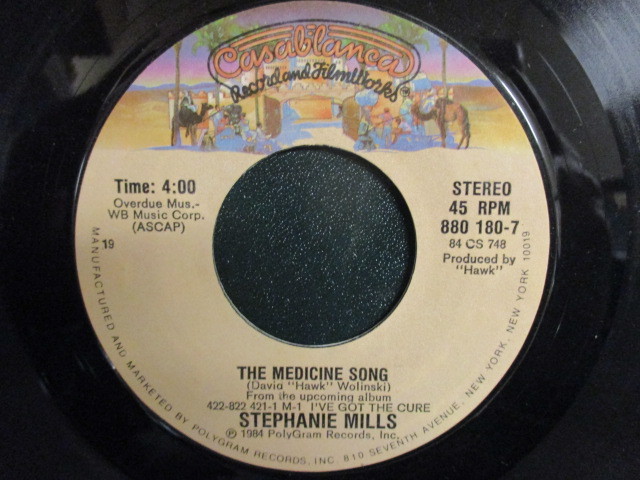 Casablanca
Record and FilmWorks
Time: 4:00
Overdue Mus.-
WB Music Corp.
(ASCAP)
19
STEREO
45 RPM
880 180-7
84 CS 748
Produced by
"Hawk"
THE MEDICINE SONG
(David "Hawk" Wolinski)
From the upcoming album
422-822 421-1 M-1 I'VE GOT THE CURE
STEPHANIE MILLS
℗ 1984 PolyGram Records, Inc.
MANUFACTURED AND MARKETED BY POLYGRAM RECORDS, INC. 810 SEVENTH AVENUE, NEW YORK, NEW YORK 10019